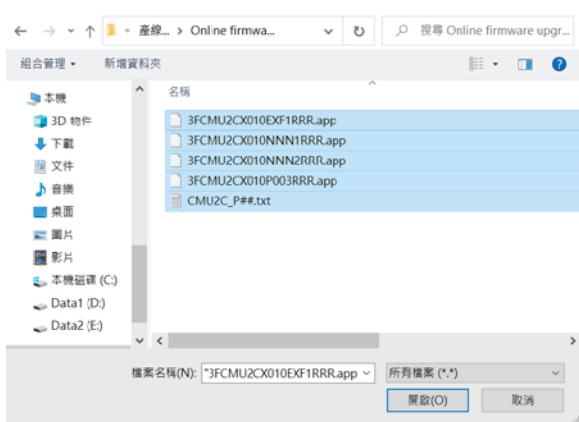 產線... › Online firmwa...
搜尋 Online firmware upgr...
組合管理
新增資料夾
名稱
本機
3D 物件
下載
文件
音樂
桌面
圖片
影片
本機磁碟 (C:)
Data1 (D:)
Data2 (E:)
3FCMU2CX010EXF1RRR.app
3FCMU2CX010NNN1RRR.app
3FCMU2CX010NNN2RRR.app
3FCMU2CX010P003RRR.app
CMU2C_P##.txt
檔案名稱(N): "3FCMU2CX010EXF1RRR.app
所有檔案 (*.*)
開啟(O)
取消